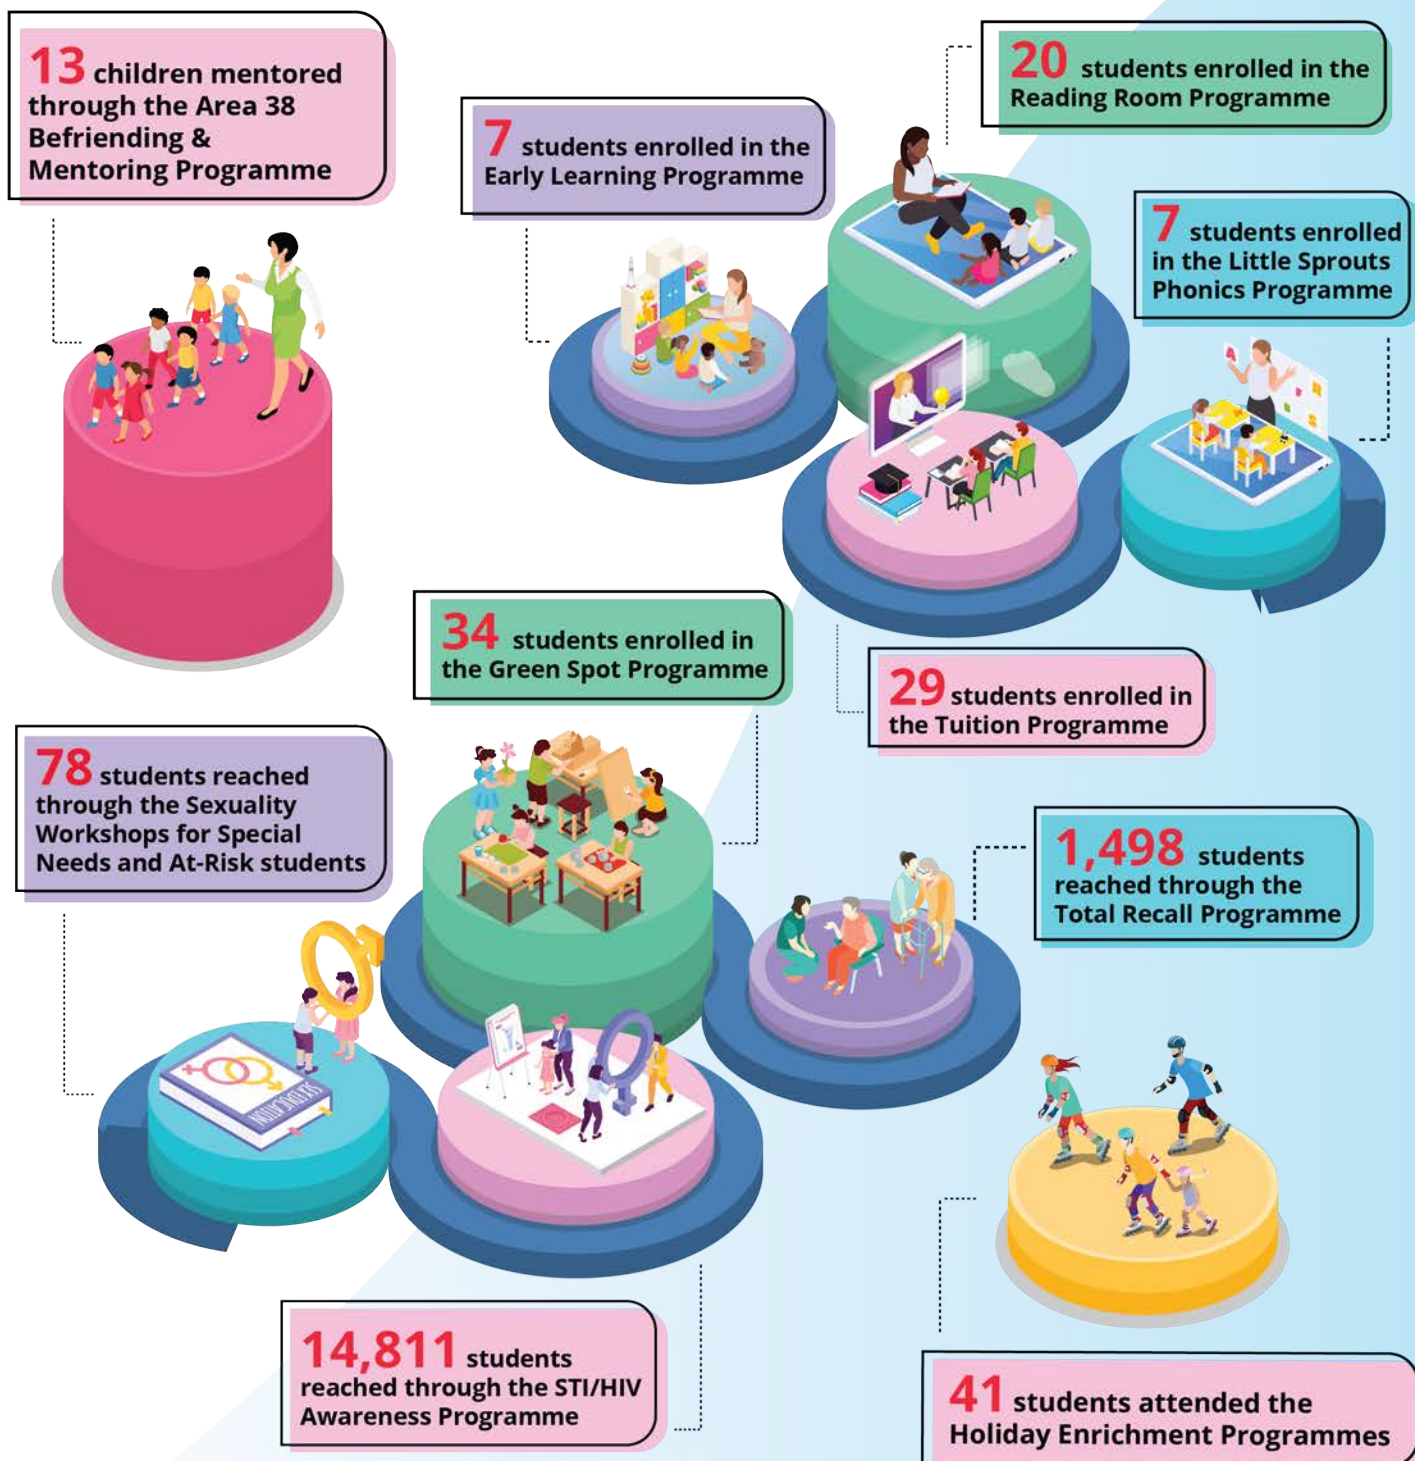 13 children mentored
through the Area 38
Befriending &
Mentoring Programme
7 students enrolled in the
Early Learning Programme
20 students enrolled in the
Reading Room Programme
7 students enrolled
in the Little Sprouts
Phonics Programme
34 students enrolled in
the Green Spot Programme
29 students enrolled in
the Tuition Programme
78 students reached
through the Sexuality
Workshops for Special
Needs and At-Risk students
1,498 students
reached through the
Total Recall Programme
SEX EDUCATION
14,811 students
reached through the STI/HIV
Awareness Programme
41 students attended the
Holiday Enrichment Programmes